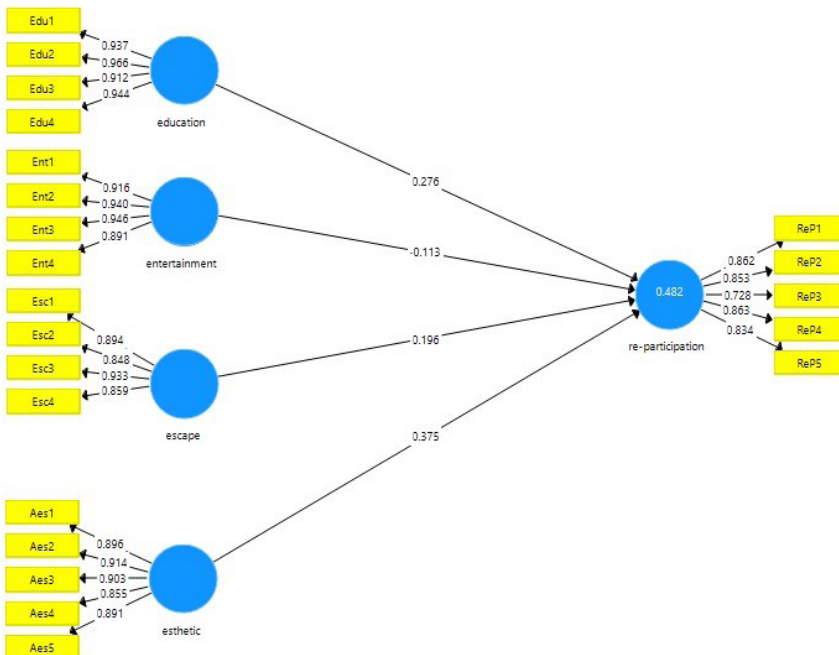 Edu1
0.937
Edu2
0.966
Edu3
0.912
Edu4
0.944
education
Ent1
0.916
Ent2
0.940
Ent3
0.946
Ent4
0.891
entertainment
Esc1
0.894
Esc2
0.848
Esc3
0.933
Esc4
0.859
escape
Aes1
0.896
Aes2
0.914
Aes3
0.903
Aes4
0.855
Aes5
0.891
esthetic
0.276
-0.113
0.196
0.375
0.482
re-participation
ReP1
0.862
ReP2
0.853
ReP3
0.728
ReP4
0.863
ReP5
0.834